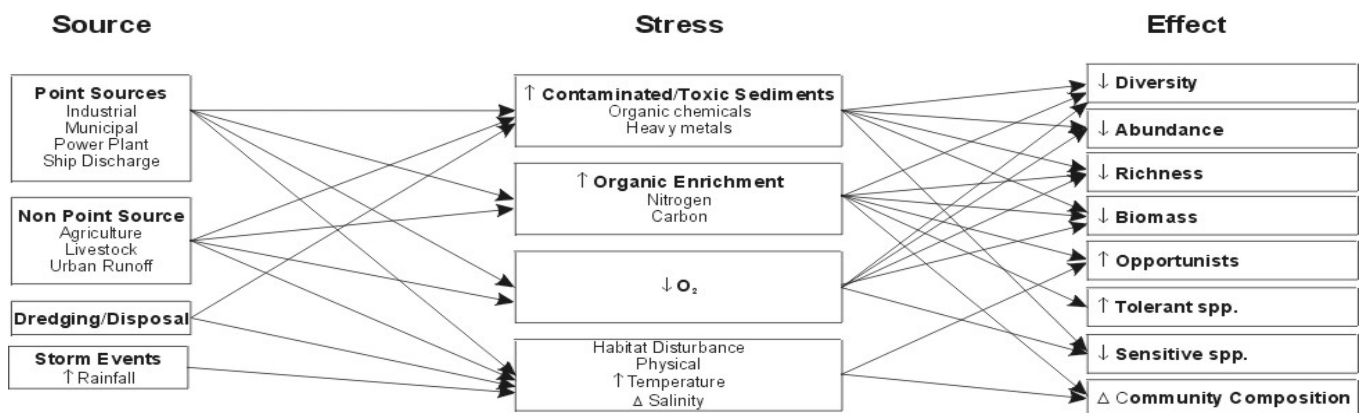 Source
Point Sources
Industrial
Municipal
Power Plant
Ship Discharge
Non Point Source
Agriculture
Livestock
Urban Runoff
Dredging/Disposal
Storm Events
↑ Rainfall
Stress
↑ Contaminated/Toxic Sediments
Organic chemicals
Heavy metals
↑ Organic Enrichment
Nitrogen
Carbon
↓ O₂
Habitat Disturbance
Physical
↑ Temperature
Δ Salinity
Effect
↓ Diversity
↓ Abundance
↓ Richness
↓ Biomass
↑ Opportunists
↑ Tolerant spp.
↓ Sensitive spp.
Δ Community Composition